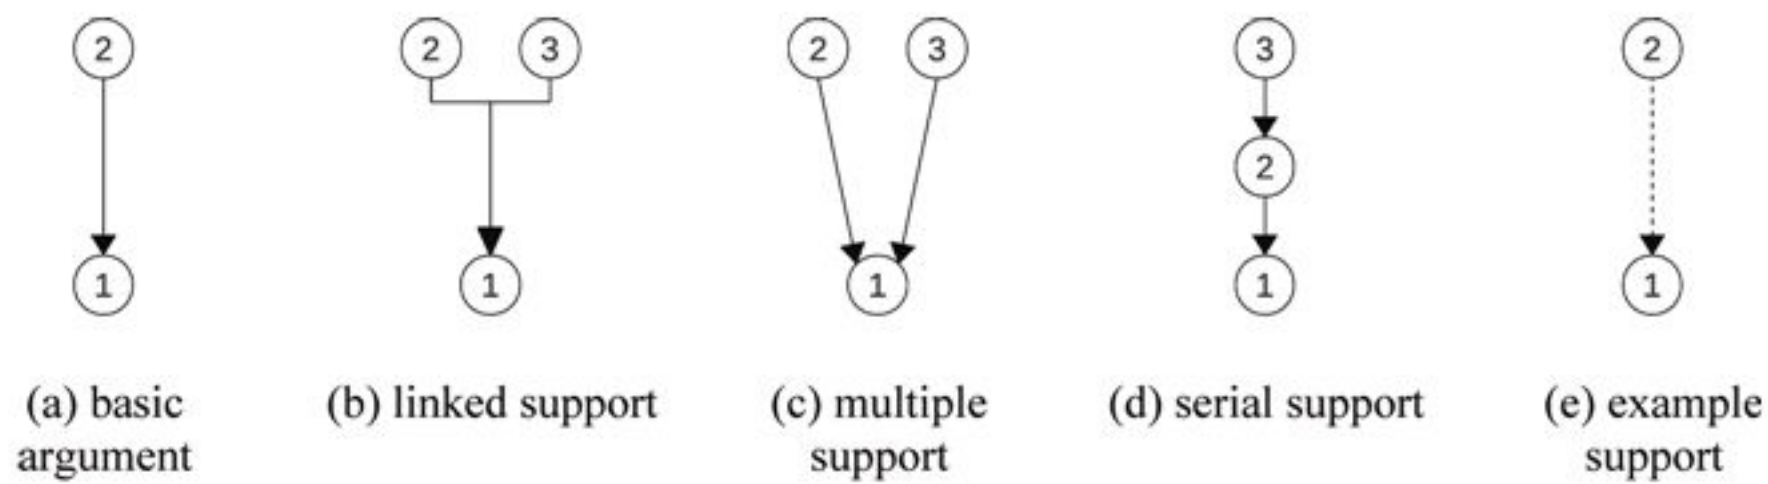 2 2 3 2 3 3 2
2
1 1 1 1 1
(a) basic (b) linked support (c) multiple (d) serial support (e) example
argument support support